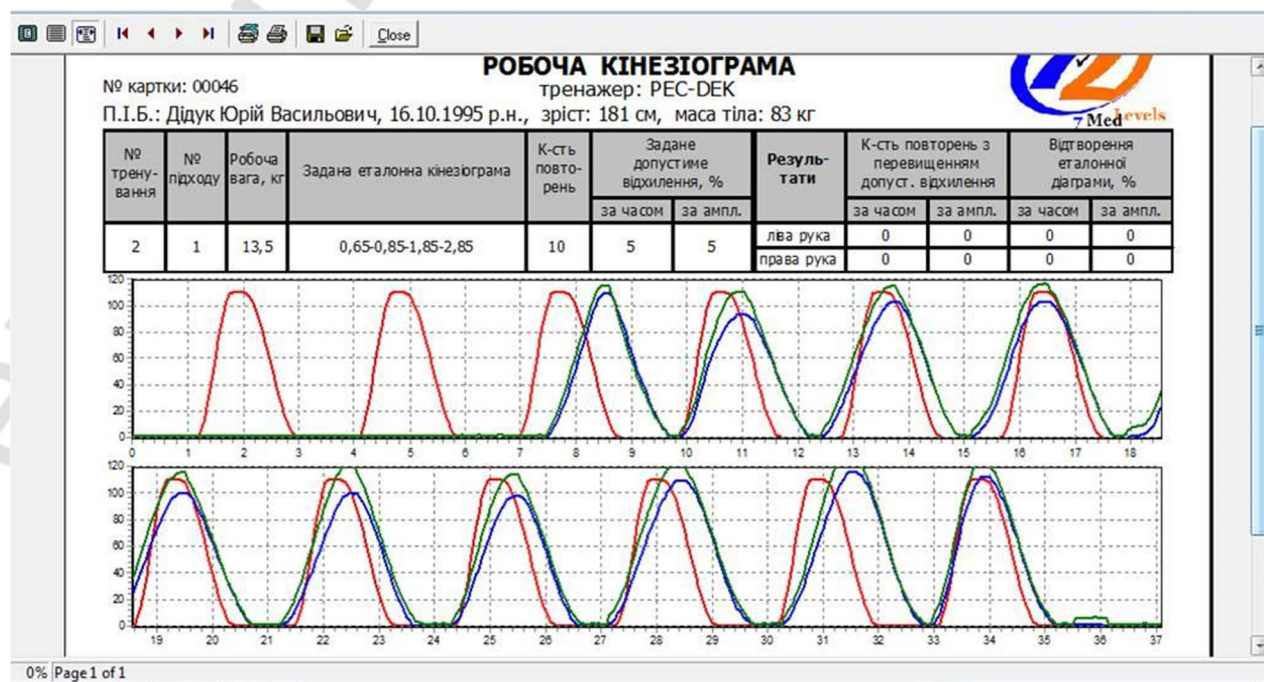 Close
РОБОЧА КІНЕЗІОГРАМА
№ картки: 00046
тренажер: PEC-DEK
П.І.Б.: Дідук Юрій Васильович, 16.10.1995 р.н., зріст: 181 см, маса тіла: 83 кг
7 Med Levels
№ трену-вання
№ підходу
Робоча вага, кг
Задана еталонна кінезіограма
К-сть повто-рень
Задане допустиме відхилення, %
Резуль-тати
К-сть повторень з перевищенням допуст. відхилення
Відтворення еталонної діаграми, %
за часом за ампл. за часом за ампл. за часом за ампл.
2 1 13,5 0,65-0,85-1,85-2,85 10 5 5
ліва рука 0 0 0 0
права рука 0 0 0 0
120
100
80
60
40
20
0
0 1 2 3 4 5 6 7 8 9 10 11 12 13 14 15 16 17 18
120
100
80
60
40
20
0
19 20 21 22 23 24 25 26 27 28 29 30 31 32 33 34 35 36 37
0% Page 1 of 1